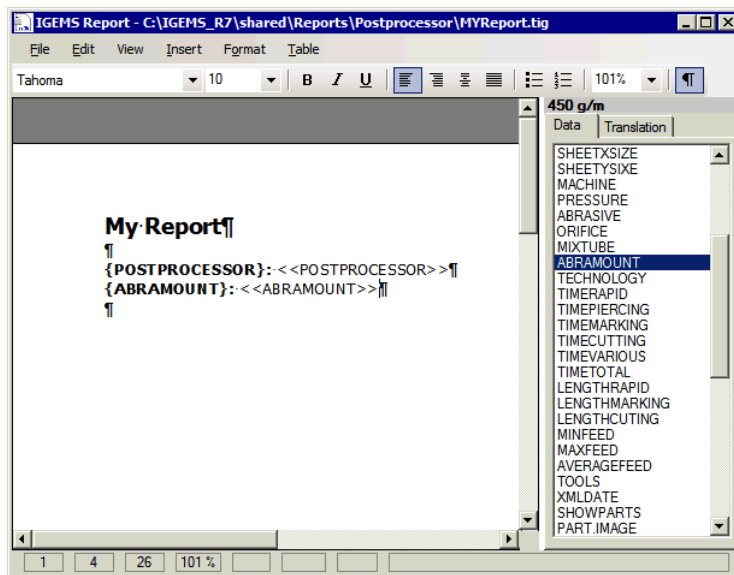 IGEMS Report - C:\IGEMS_R7\shared\Reports\Postprocessor\MYReport.tig
File Edit View Insert Format Table
Tahoma 10 B I U 101% ¶
450 g/m
Data Translation
My·Report¶
¶
{POSTPROCESSOR}:·<<POSTPROCESSOR>>¶
{ABRAMOUNT}:·<<ABRAMOUNT>>¶
¶
SHEETXSIZE
SHEETYSIXE
MACHINE
PRESSURE
ABRASIVE
ORIFICE
MIXTUBE
ABRAMOUNT
TECHNOLOGY
TIMERAPID
TIMEPIERCING
TIMEMARKING
TIMECUTTING
TIMEVARIOUS
TIMETOTAL
LENGTHRAPID
LENGTHMARKING
LENGTHCUTING
MINFEED
MAXFEED
AVERAGEFEED
TOOLS
XMLDATE
SHOWPARTS
PART.IMAGE
1 4 26 101 %